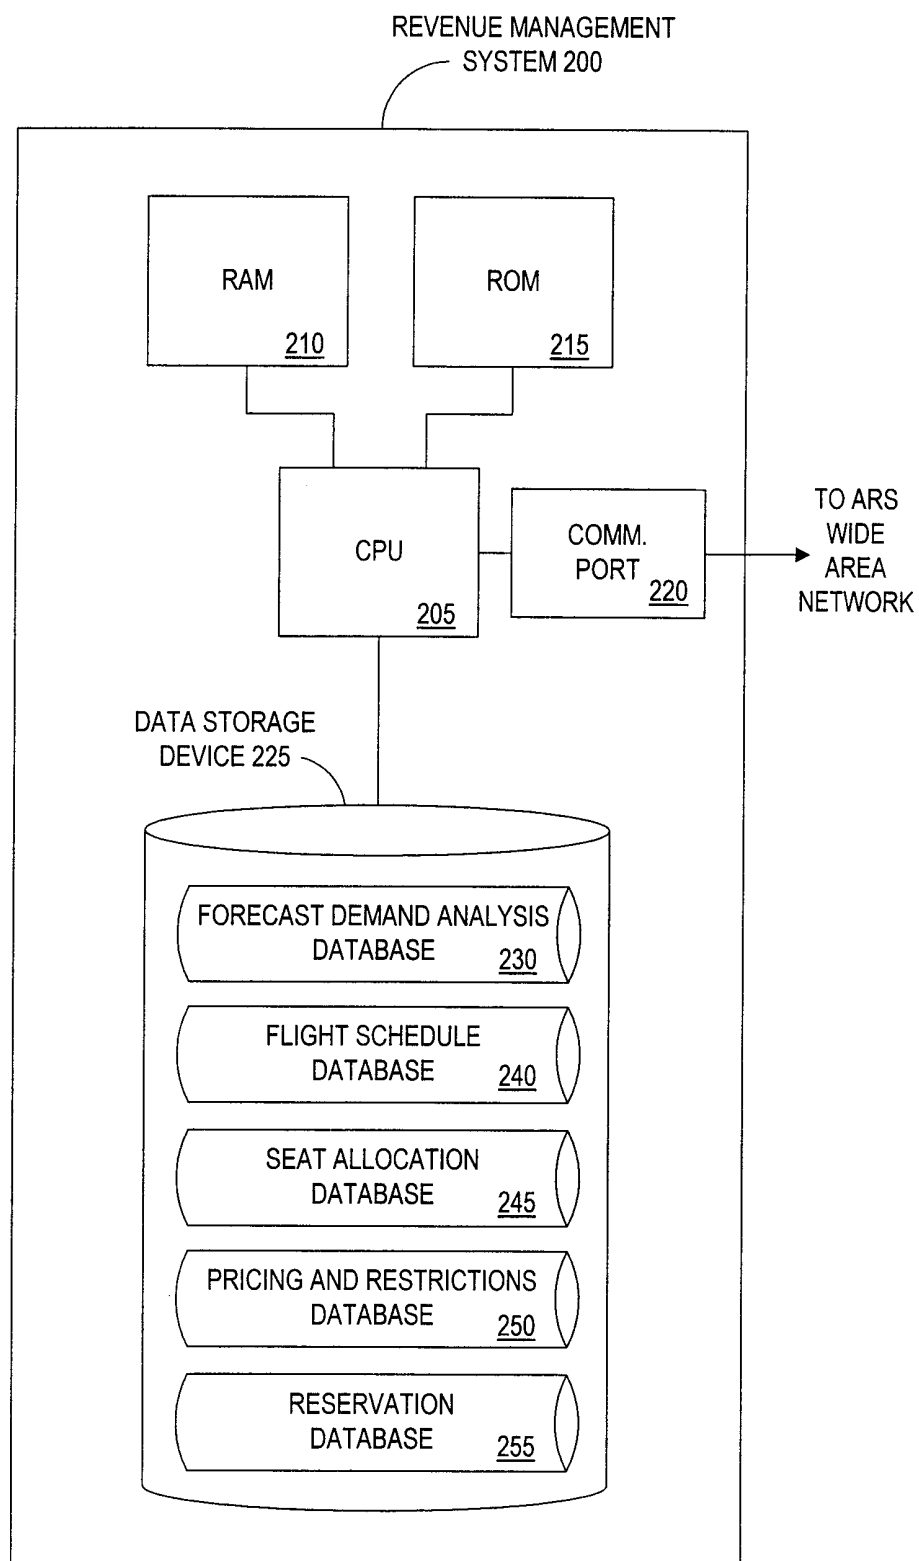 REVENUE MANAGEMENT
SYSTEM 200
RAM
210
ROM
215
CPU
205
COMM.
PORT
220
TO ARS
WIDE
AREA
NETWORK
DATA STORAGE
DEVICE 225
FORECAST DEMAND ANALYSIS
DATABASE
230
FLIGHT SCHEDULE
DATABASE
240
SEAT ALLOCATION
DATABASE
245
PRICING AND RESTRICTIONS
DATABASE
250
RESERVATION
DATABASE
255